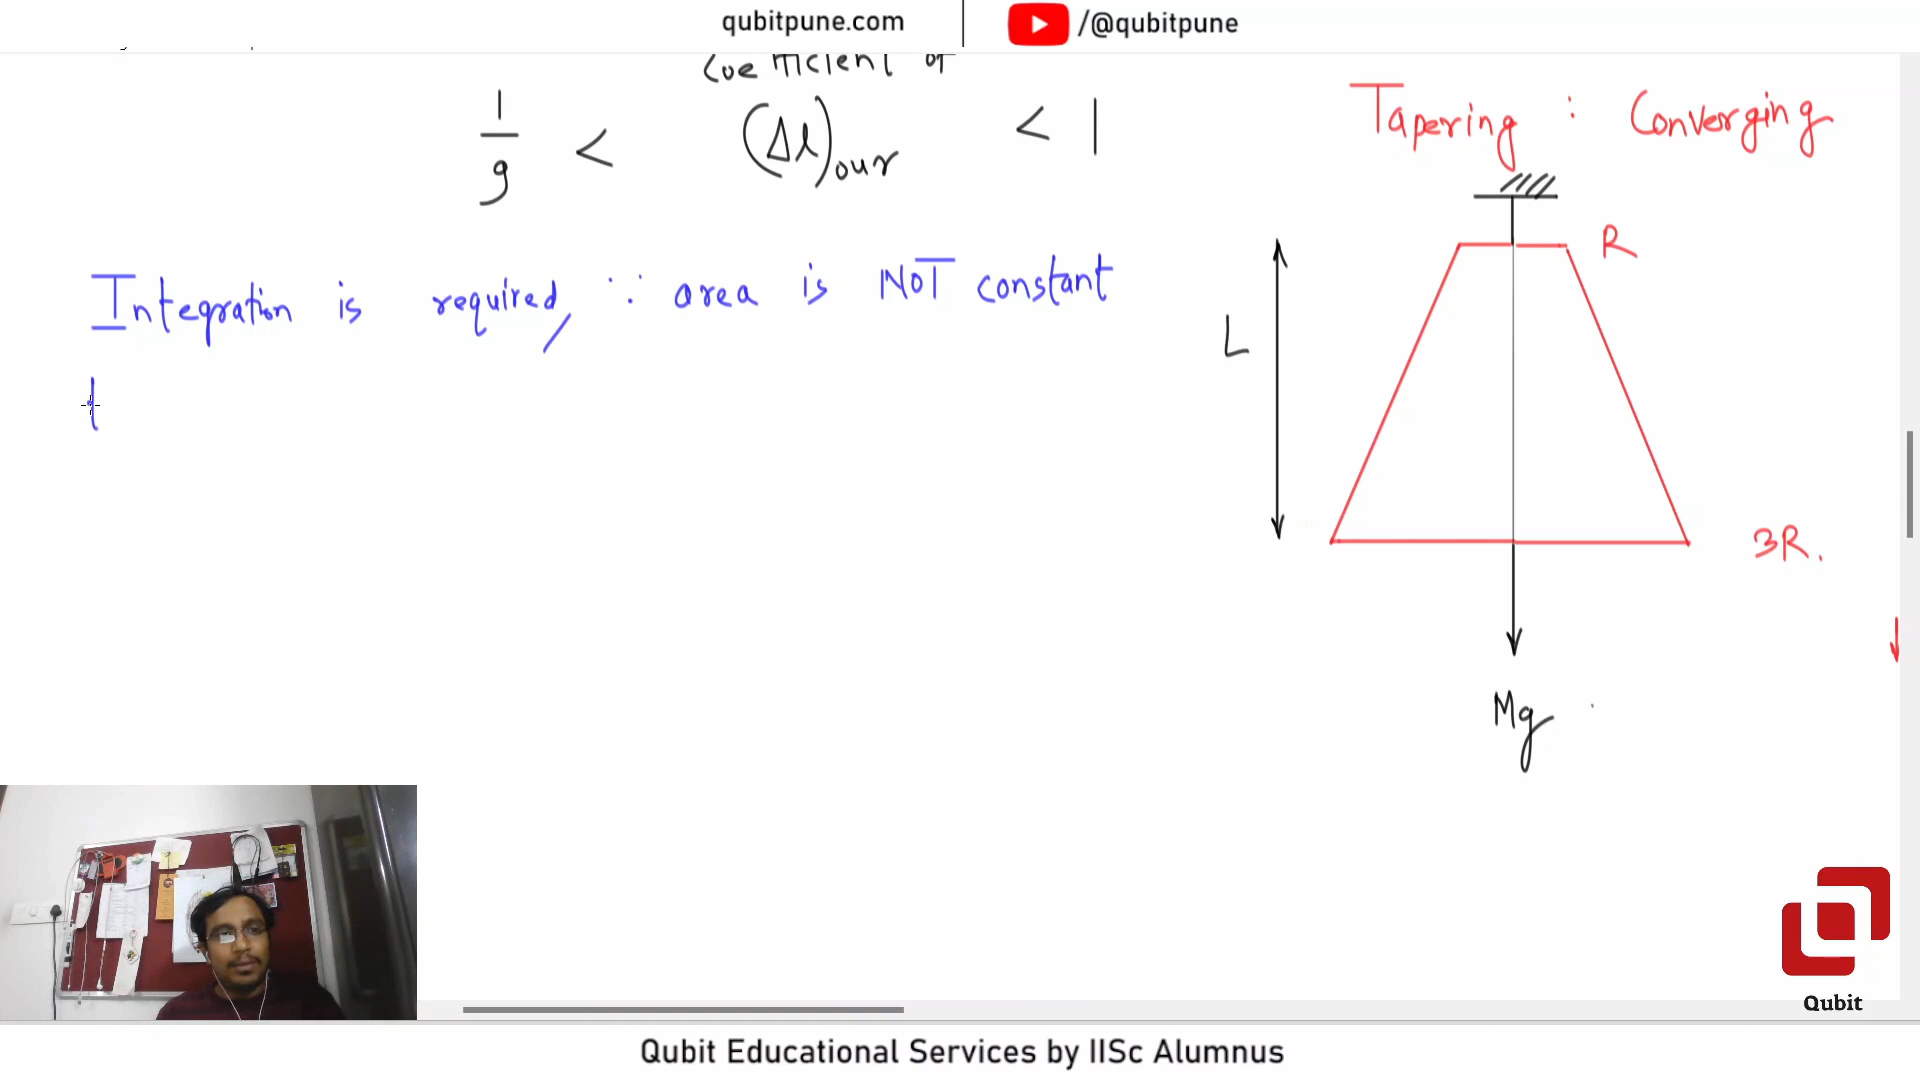 qubitpune.com
/@qubitpune
Coefficient of
1/9 < (Δl)our < 1
Tapering : Converging
R
Integration is required, ∵ area is NOT constant
L
3R.
Mg
Qubit
Qubit Educational Services by IISc Alumnus